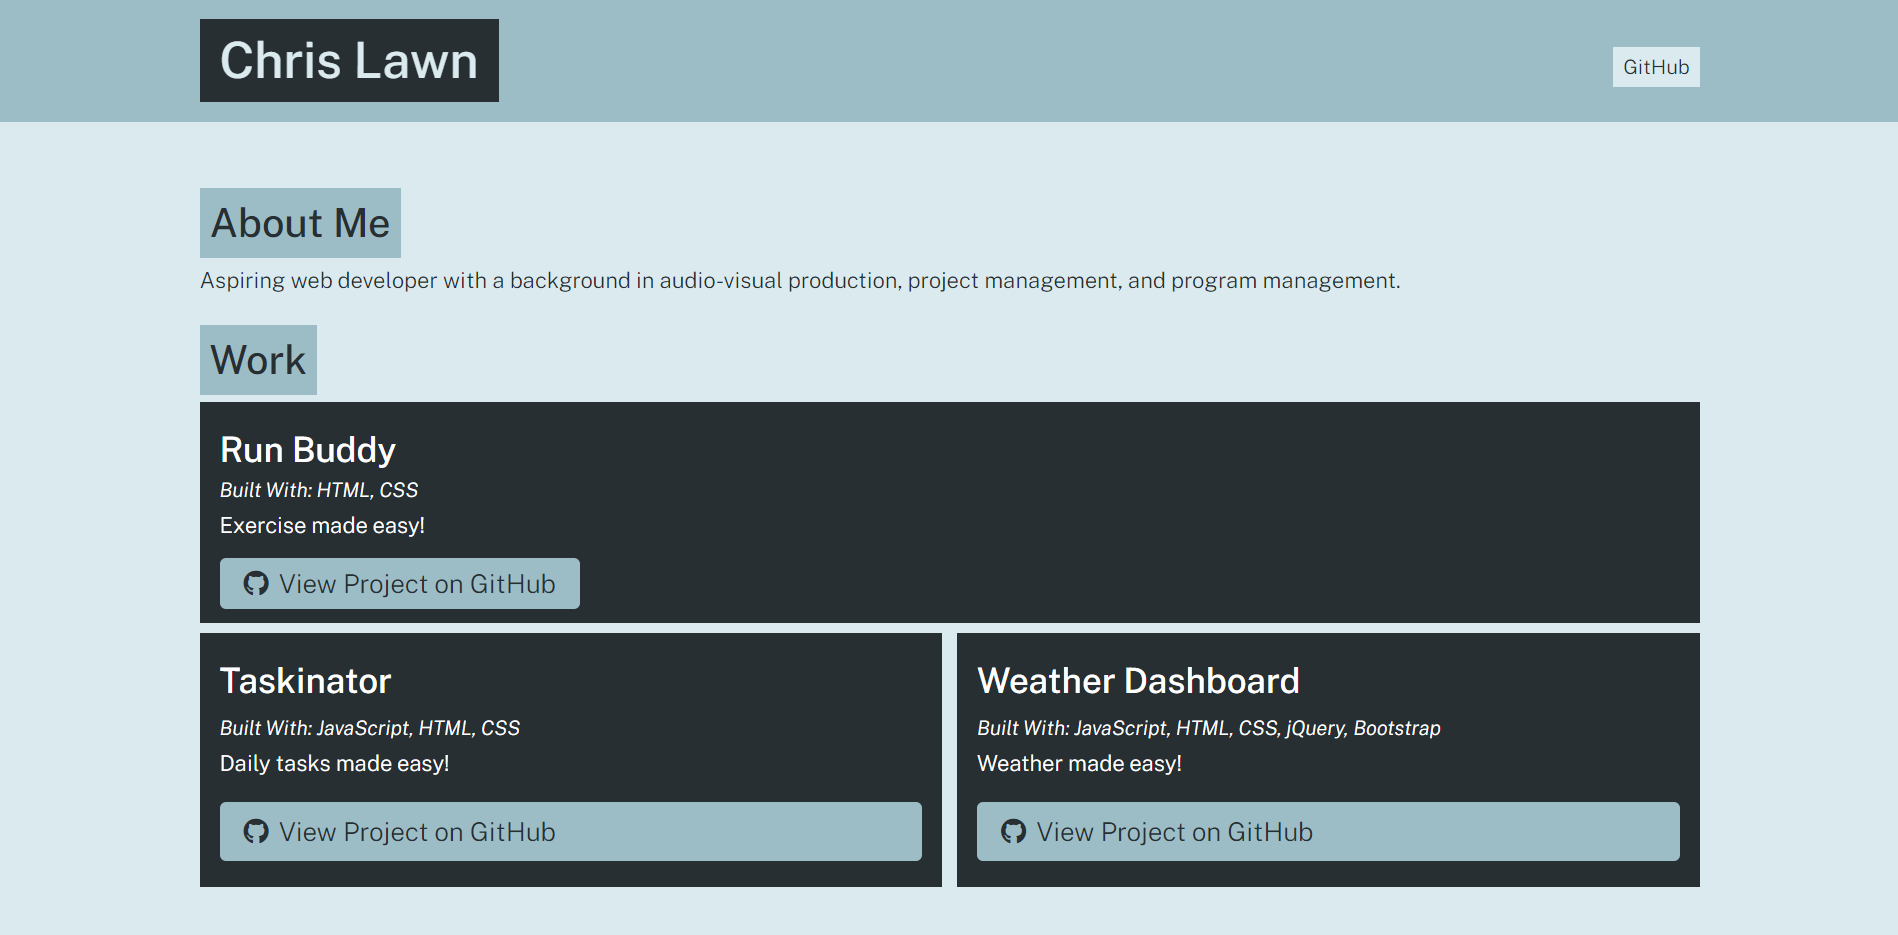 Chris Lawn
GitHub
About Me
Aspiring web developer with a background in audio-visual production, project management, and program management.
Work
Run Buddy
Built With: HTML, CSS
Exercise made easy!
View Project on GitHub
Taskinator
Built With: JavaScript, HTML, CSS
Daily tasks made easy!
View Project on GitHub
Weather Dashboard
Built With: JavaScript, HTML, CSS, jQuery, Bootstrap
Weather made easy!
View Project on GitHub